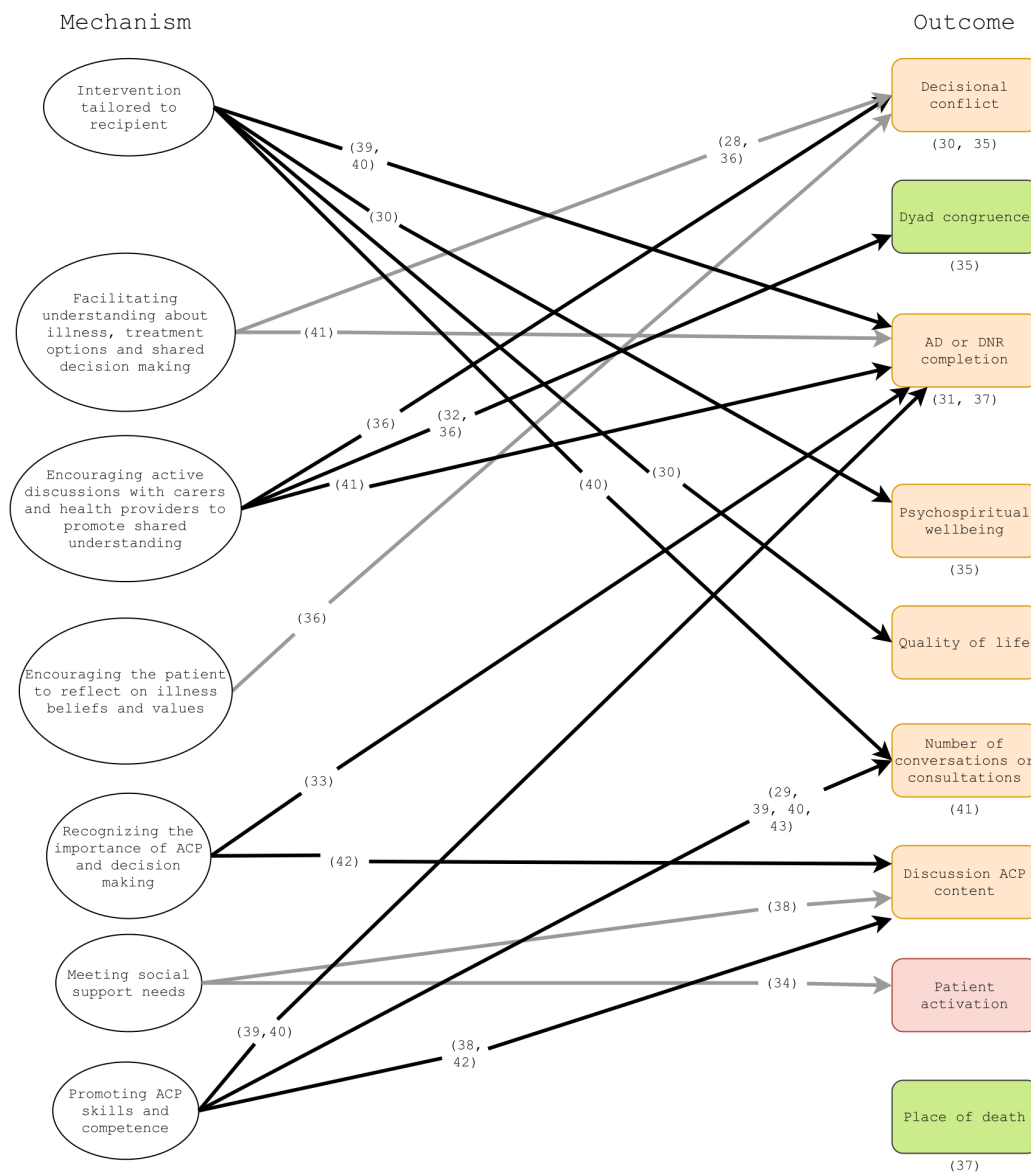 Mechanism
Outcome
Intervention
tailored to
recipient
Facilitating
understanding about
illness, treatment
options and shared
decision making
Encouraging active
discussions with carers
and health providers to
promote shared
understanding
Encouraging the patient
to reflect on illness
beliefs and values
Recognizing the
importance of ACP
and decision
making
Meeting social
support needs
Promoting ACP
skills and
competence
(39,
40)
(28,
36)
(30)
(41)
(36)
(32,
36)
(41)
(40)
(30)
(36)
(33)
(29,
39, 40,
43)
(42)
(38)
(34)
(39,40)
(38,
42)
Decisional
conflict
(30, 35)
Dyad congruence
(35)
AD or DNR
completion
(31, 37)
Psychospiritual
wellbeing
(35)
Quality of life
Number of
conversations or
consultations
(41)
Discussion ACP
content
Patient
activation
Place of death
(37)